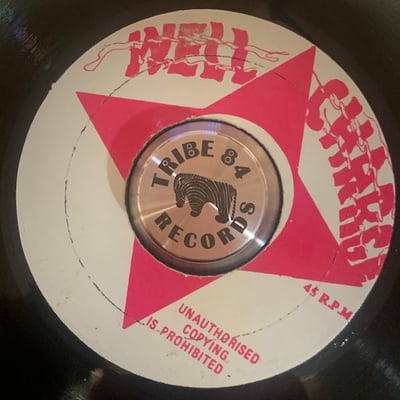 WELL
CHARGE
TRIBE 84
RECORDS
45 R.P.M
UNAUTHORISED
COPYING
IS PROHIBITED